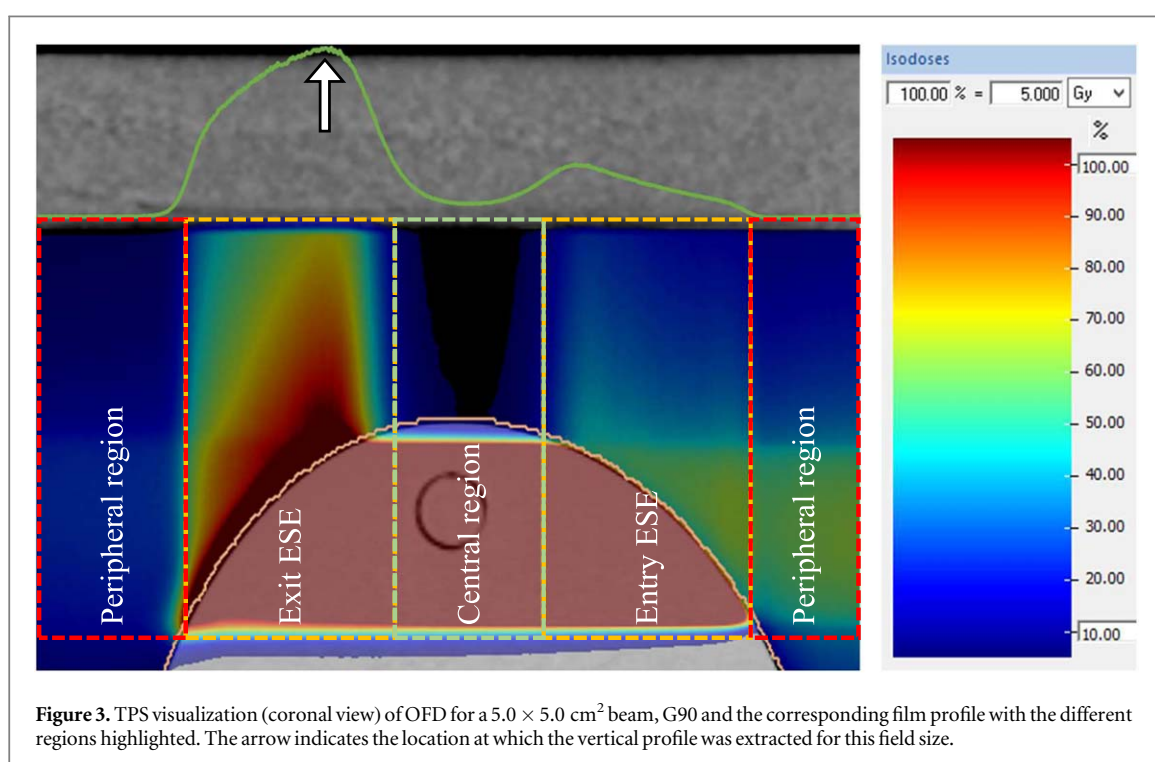 Isodoses
100.00 % = 5.000 Gy
%
100.00
90.00
80.00
70.00
60.00
50.00
40.00
30.00
20.00
10.00
Peripheral region
Exit ESE
Central region
Entry ESE
Peripheral region
Figure 3. TPS visualization (coronal view) of OFD for a 5.0 × 5.0 cm² beam, G90 and the corresponding film profile with the different
regions highlighted. The arrow indicates the location at which the vertical profile was extracted for this field size.